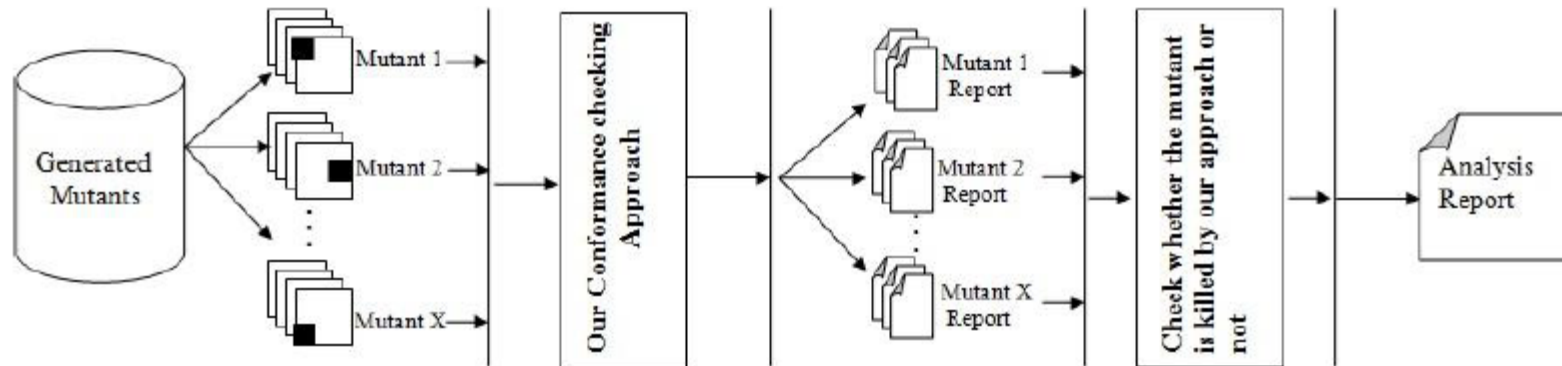 Generated
Mutants
Mutant 1
Mutant 2
Mutant X
Our Conformance checking
Approach
Mutant 1
Report
Mutant 2
Report
Mutant X
Report
Check whether the mutant
is killed by our approach or
not
Analysis
Report